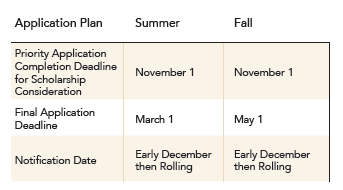 Application Plan Summer Fall
Priority Application
Completion Deadline
for Scholarship
Consideration
November 1 November 1
Final Application
Deadline
March 1 May 1
Notification Date
Early December
then Rolling
Early December
then Rolling